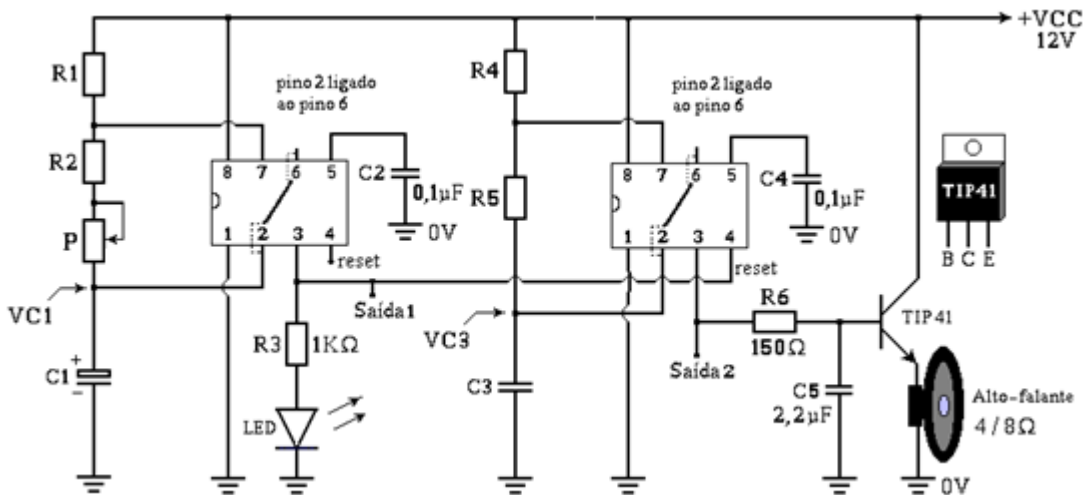 +VCC
12V
R1
R2
P
VC1
C1
+
−
pino 2 ligado
ao pino 6
8 7 6 5
1 2 3 4
C2
0,1µF
0V
reset
Saída1
R3
1KΩ
LED
R4
R5
VC3
C3
pino 2 ligado
ao pino 6
8 7 6 5
1 2 3 4
C4
0,1µF
0V
reset
Saída2
R6
150Ω
C5
2,2µF
TIP41
TIP41
B C E
Alto-falante
4/8Ω
0V